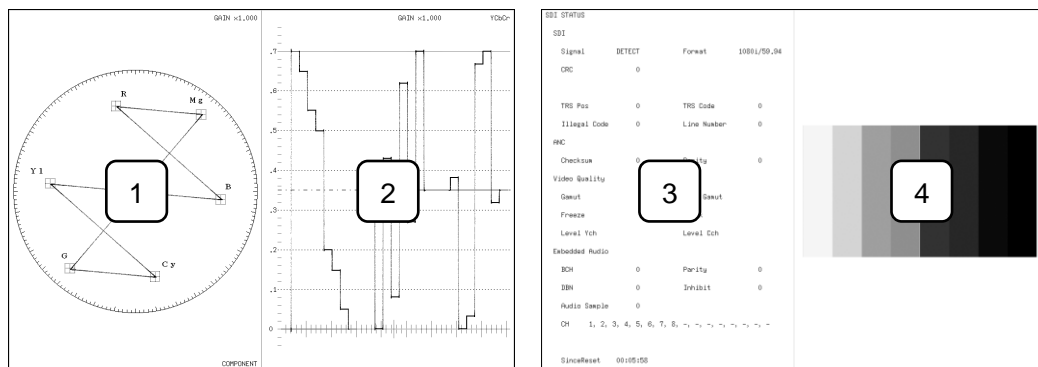 GAIN x1.000
R
Mg
Yl
B
G
Cy
1
COMPONENT
GAIN x1.000
YCbCr
.7
.5
.4
.2
.1
0
2
SDI STATUS
SDI
Signal DETECT Format 1080i/59.94
CRC 0
TRS Pos 0 TRS Code 0
Illegal Code 0 Line Number 0
ANC
Checksum 0 0
Video Quality
Gamut Gamut
Freeze
Level Ych Level Cch
Embedded Audio
BCH 0 Parity 0
DBN 0 Inhibit 0
Audio Sample 0
CH 1, 2, 3, 4, 5, 6, 7, 8, -, -, -, -, -, -, -, -
SinceReset 00:05:58
3
4